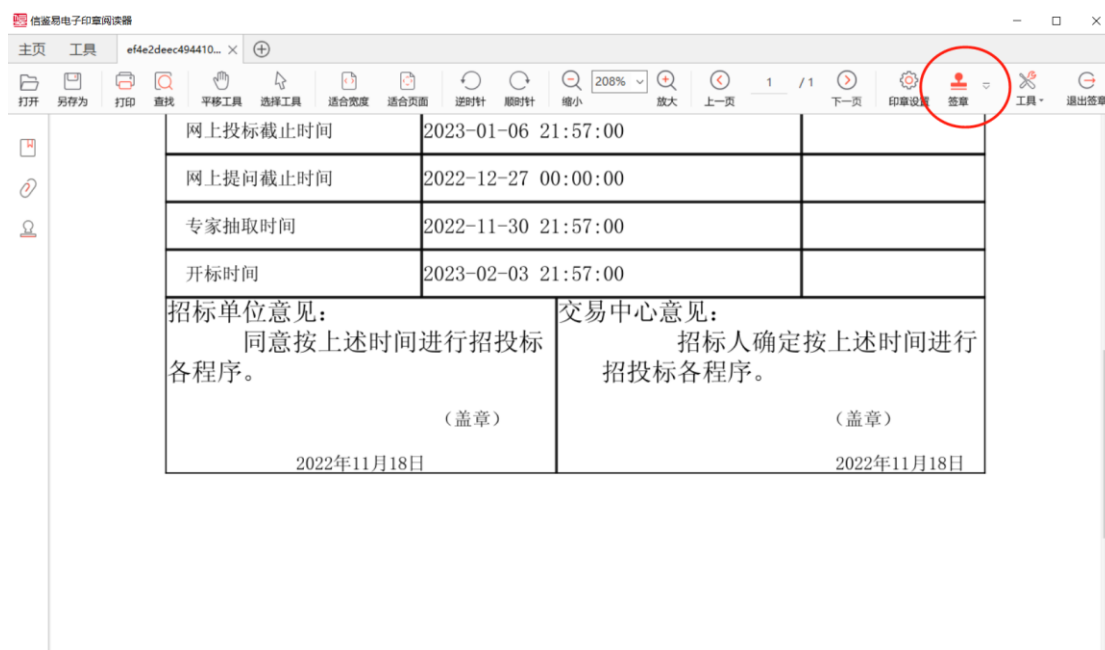 信鉴易电子印章阅读器
主页 工具 ef4e2deec494410...
打开 另存为 打印 查找 平移工具 选择工具 适合宽度 适合页面 逆时针 顺时针 缩小 208% 放大 上一页 1 / 1 下一页 印章设置 签章 工具 退出签章
网上投标截止时间 2023-01-06 21:57:00
网上提问截止时间 2022-12-27 00:00:00
专家抽取时间 2022-11-30 21:57:00
开标时间 2023-02-03 21:57:00
招标单位意见：
同意按上述时间进行招投标
各程序。
（盖章）
2022年11月18日
交易中心意见：
招标人确定按上述时间进行
招投标各程序。
（盖章）
2022年11月18日